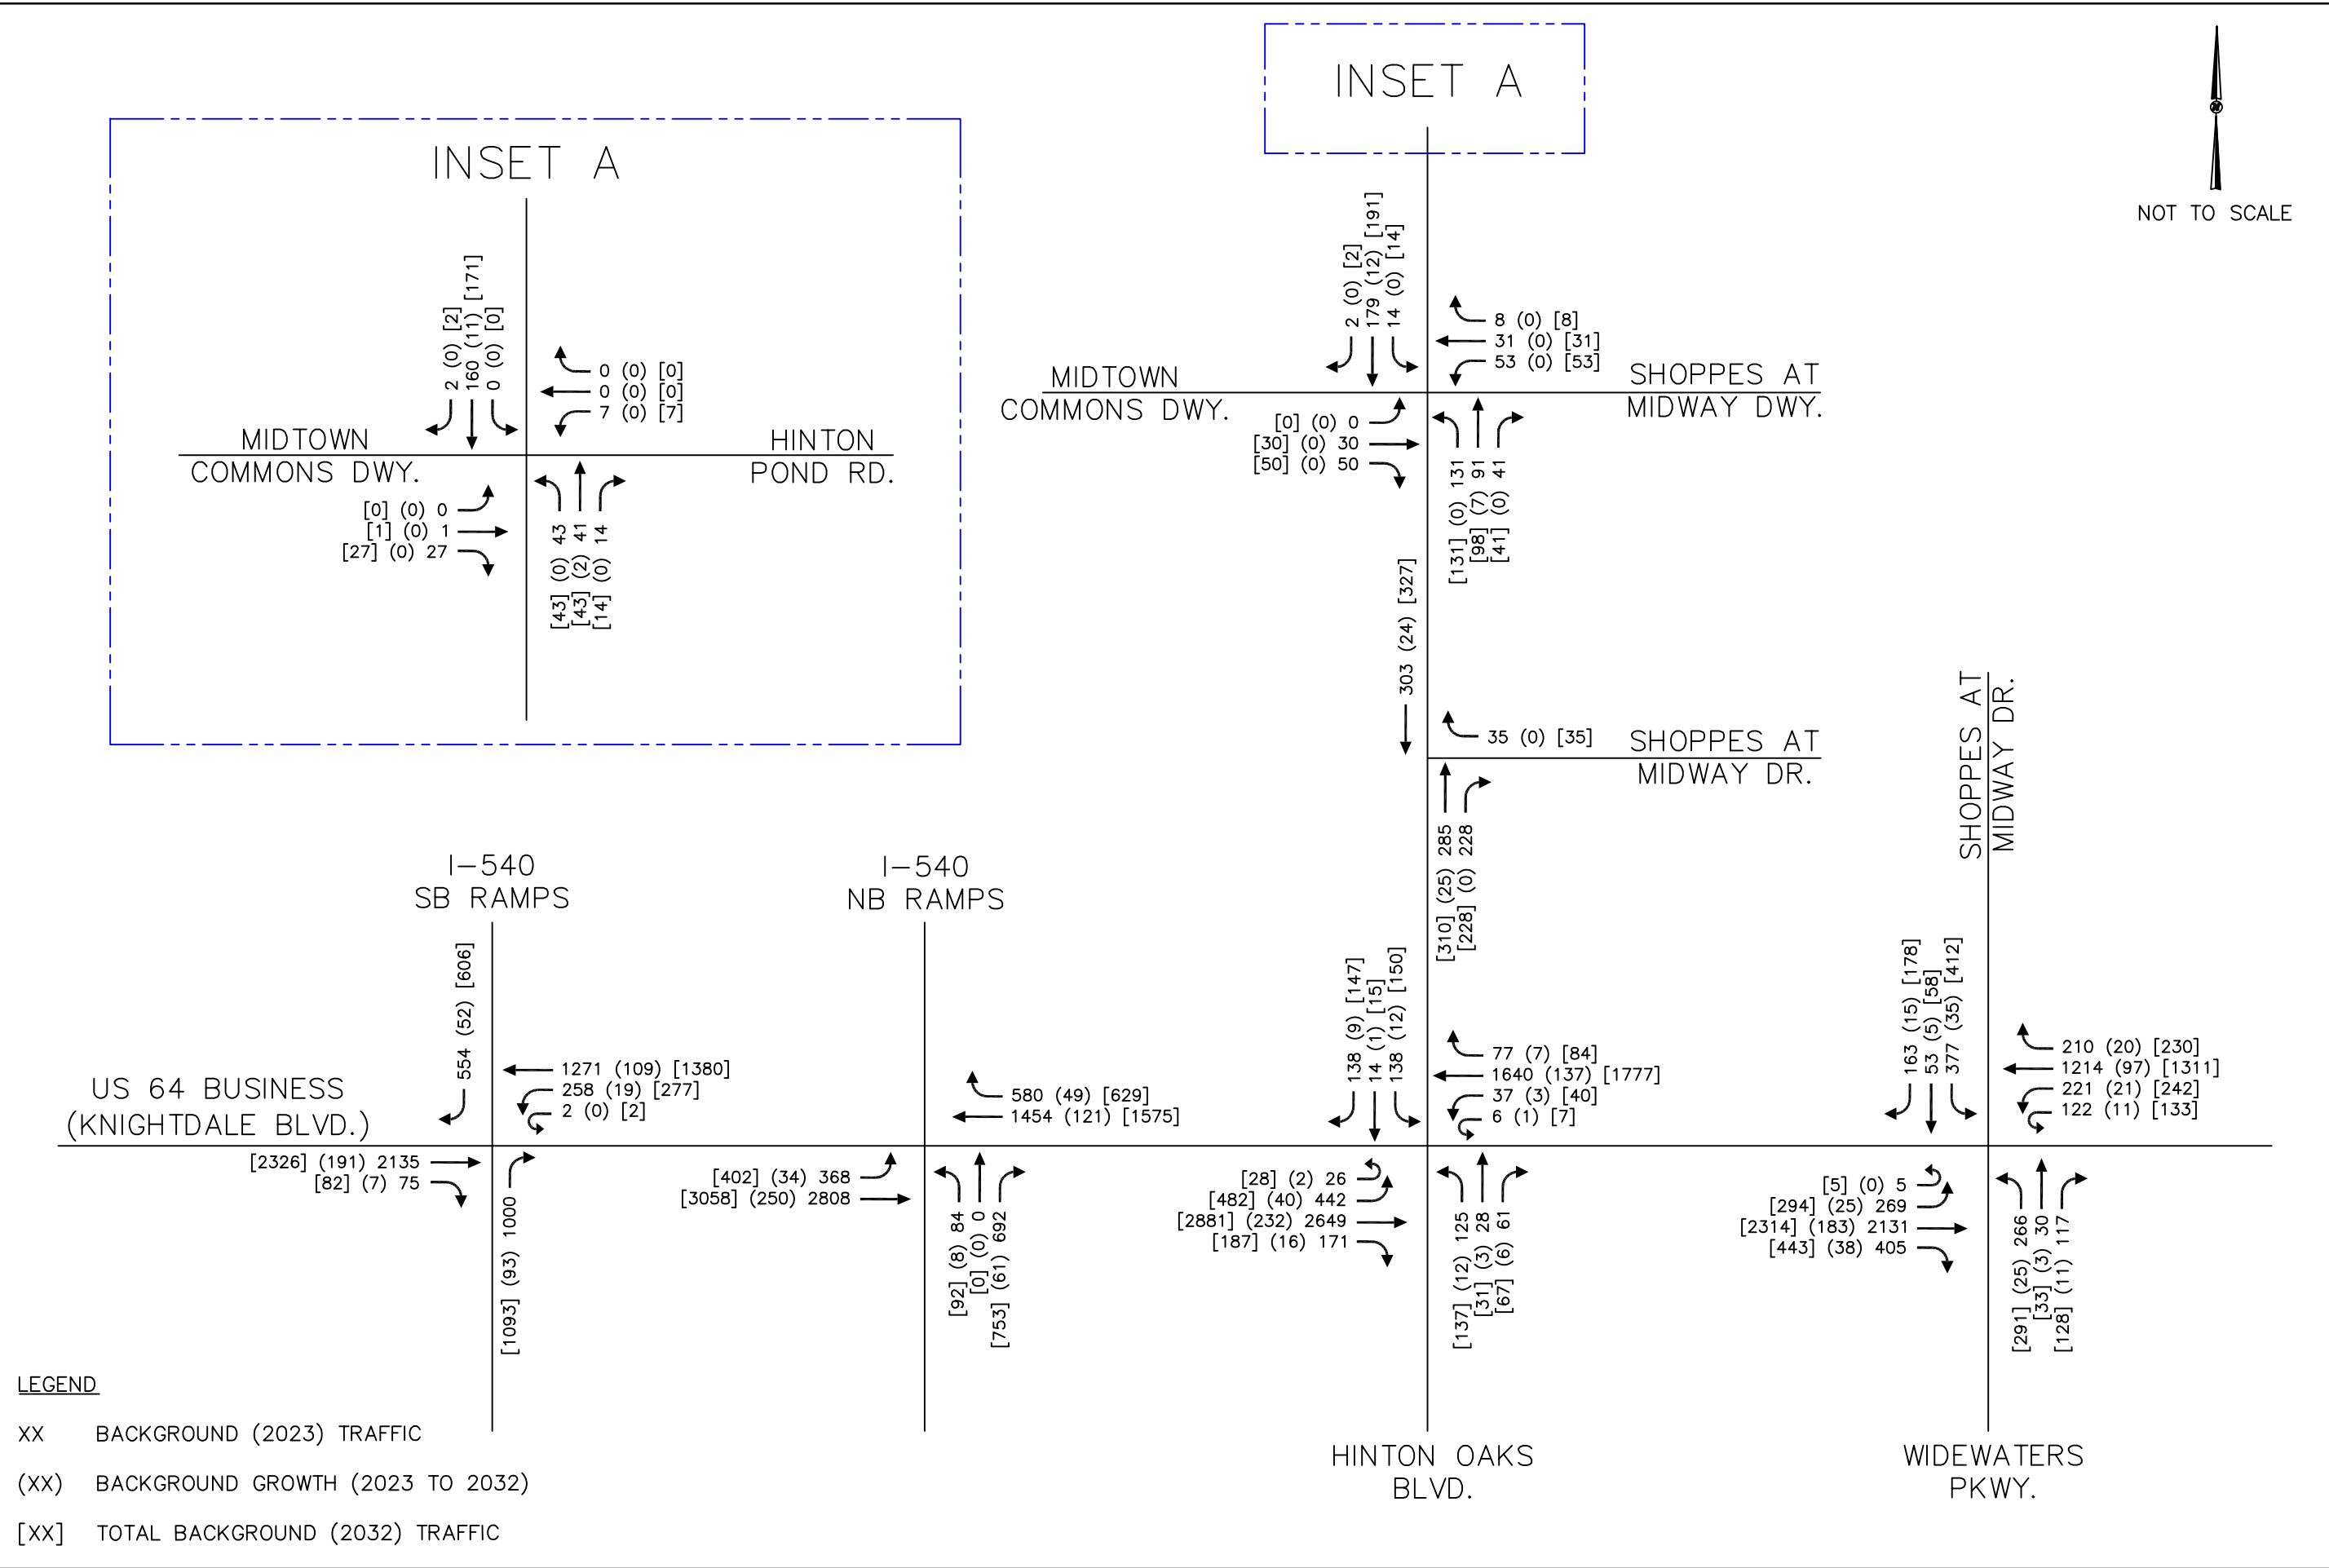 INSET A
NOT TO SCALE
INSET A
2 (0) [2]
160 (11) [171]
0 (0) [0]
0 (0) [0]
0 (0) [0]
7 (0) [7]
MIDTOWN
COMMONS DWY.
HINTON
POND RD.
[0] (0) 0
[1] (0) 1
[27] (0) 27
[43] (0) 43
[43] (2) 41
[14] (0) 14
2 (0) [2]
179 (12) [191]
14 (0) [14]
8 (0) [8]
31 (0) [31]
53 (0) [53]
MIDTOWN
COMMONS DWY.
SHOPPES AT
MIDWAY DWY.
[0] (0) 0
[30] (0) 30
[50] (0) 50
[131] (0) 131
[98] (7) 91
[41] (0) 41
303 (24) [327]
35 (0) [35]
SHOPPES AT
MIDWAY DR.
[310] (25) 285
[228] (0) 228
SHOPPES AT
MIDWAY DR.
I-540
SB RAMPS
I-540
NB RAMPS
554 (52) [606]
1271 (109) [1380]
258 (19) [277]
2 (0) [2]
US 64 BUSINESS
(KNIGHTDALE BLVD.)
[2326] (191) 2135
[82] (7) 75
[1093] (93) 1000
580 (49) [629]
1454 (121) [1575]
[402] (34) 368
[3058] (250) 2808
[92] (8) 84
[0] (0) 0
[753] (61) 692
138 (9) [147]
14 (1) [15]
138 (12) [150]
77 (7) [84]
1640 (137) [1777]
37 (3) [40]
6 (1) [7]
[28] (2) 26
[482] (40) 442
[2881] (232) 2649
[187] (16) 171
[137] (12) 125
[31] (3) 28
[67] (6) 61
163 (15) [178]
53 (5) [58]
377 (35) [412]
210 (20) [230]
1214 (97) [1311]
221 (21) [242]
122 (11) [133]
[5] (0) 5
[294] (25) 269
[2314] (183) 2131
[443] (38) 405
[291] (25) 266
[33] (3) 30
[128] (11) 117
HINTON OAKS
BLVD.
WIDEWATERS
PKWY.
LEGEND
XX BACKGROUND (2023) TRAFFIC
(XX) BACKGROUND GROWTH (2023 TO 2032)
[XX] TOTAL BACKGROUND (2032) TRAFFIC